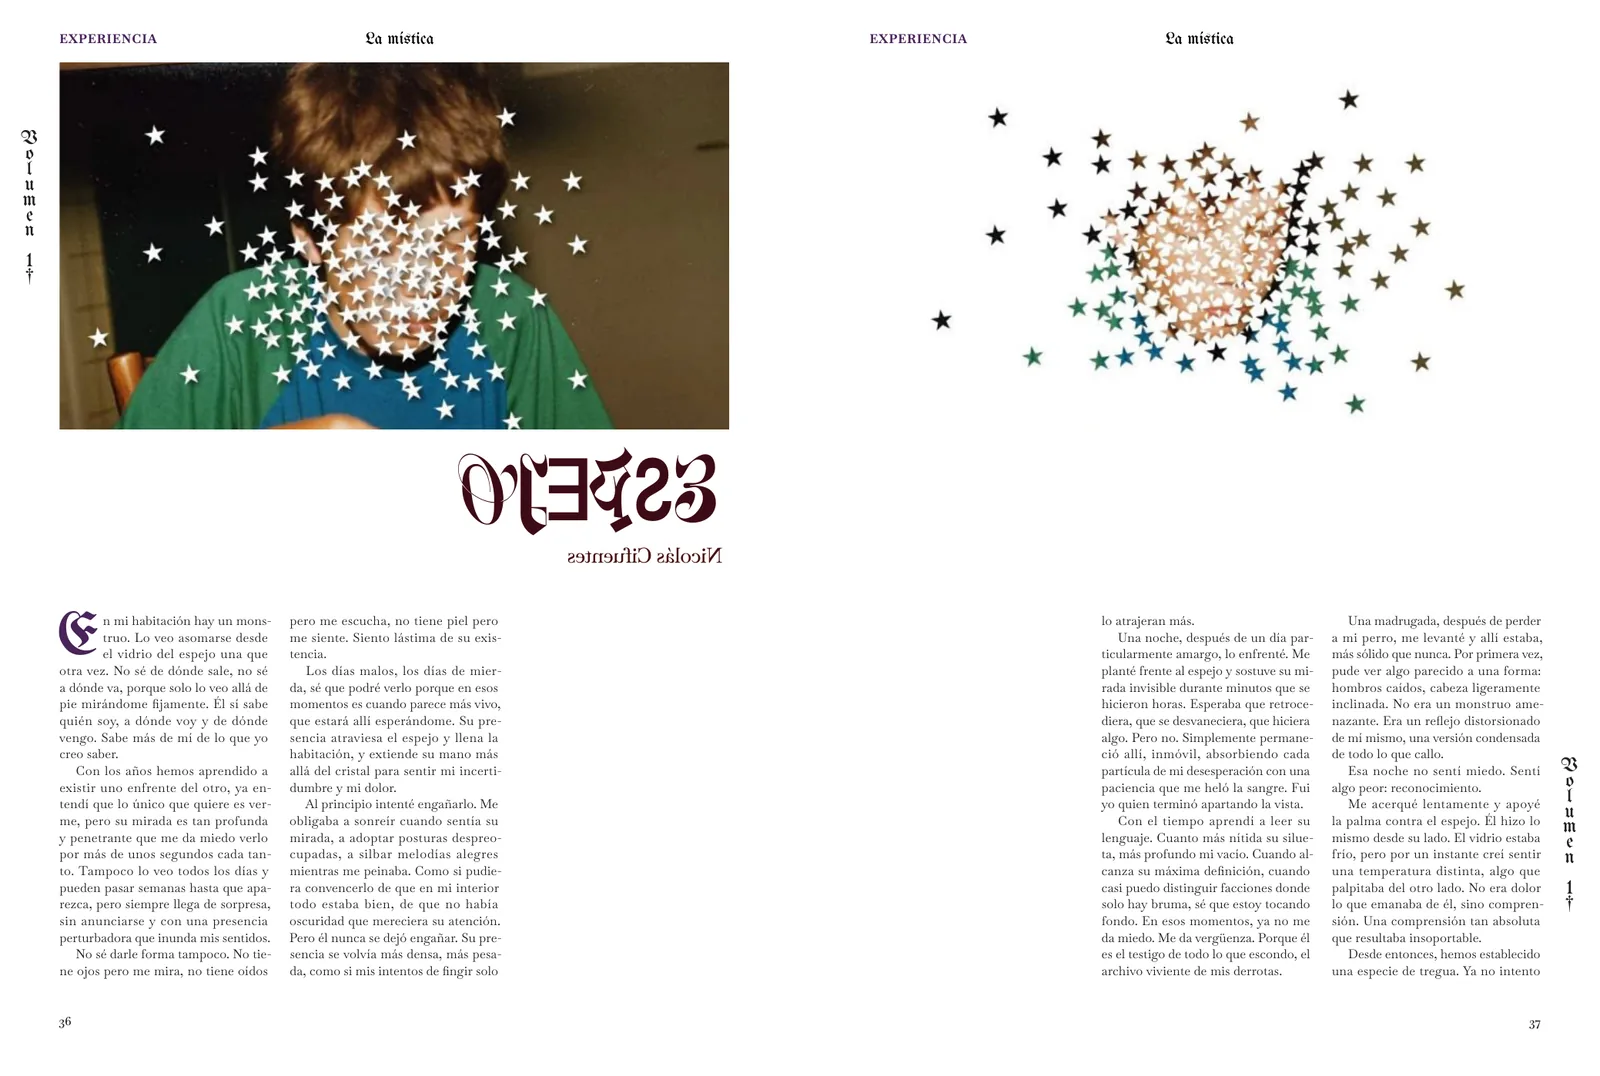 EXPERIENCIA
La mística
Volumen 1†
ESPEJO
Nicolás Cifuentes
En mi habitación hay un mons-
truo. Lo veo asomarse desde
el vidrio del espejo una que
otra vez. No sé de dónde sale, no sé
a dónde va, porque solo lo veo allá de
pie mirándome fijamente. Él sí sabe
quién soy, a dónde voy y de dónde
vengo. Sabe más de mí de lo que yo
creo saber.
Con los años hemos aprendido a
existir uno enfrente del otro, ya en-
tendí que lo único que quiere es ver-
me, pero su mirada es tan profunda
y penetrante que me da miedo verlo
por más de unos segundos cada tan-
to. Tampoco lo veo todos los días y
pueden pasar semanas hasta que apa-
rezca, pero siempre llega de sorpresa,
sin anunciarse y con una presencia
perturbadora que inunda mis sentidos.
No sé darle forma tampoco. No tie-
ne ojos pero me mira, no tiene oídos
pero me escucha, no tiene piel pero
me siente. Siento lástima de su exis-
tencia.
Los días malos, los días de mier-
da, sé que podré verlo porque en esos
momentos es cuando parece más vivo,
que estará allí esperándome. Su pre-
sencia atraviesa el espejo y llena la
habitación, y extiende su mano más
allá del cristal para sentir mi incerti-
dumbre y mi dolor.
Al principio intenté engañarlo. Me
obligaba a sonreír cuando sentía su
mirada, a adoptar posturas despreo-
cupadas, a silbar melodías alegres
mientras me peinaba. Como si pudie-
ra convencerlo de que en mi interior
todo estaba bien, de que no había
oscuridad que mereciera su atención.
Pero él nunca se dejó engañar. Su pre-
sencia se volvía más densa, más pesa-
da, como si mis intentos de fingir solo
36
EXPERIENCIA
La mística
lo atrajeran más.
Una noche, después de un día par-
ticularmente amargo, lo enfrenté. Me
planté frente al espejo y sostuve su mi-
rada invisible durante minutos que se
hicieron horas. Esperaba que retroce-
diera, que se desvaneciera, que hiciera
algo. Pero no. Simplemente permane-
ció allí, inmóvil, absorbiendo cada
partícula de mi desesperación con una
paciencia que me heló la sangre. Fui
yo quien terminó apartando la vista.
Con el tiempo aprendí a leer su
lenguaje. Cuanto más nítida su silue-
ta, más profundo mi vacío. Cuando al-
canza su máxima definición, cuando
casi puedo distinguir facciones donde
solo hay bruma, sé que estoy tocando
fondo. En esos momentos, ya no me
da miedo. Me da vergüenza. Porque él
es el testigo de todo lo que escondo, el
archivo viviente de mis derrotas.
Una madrugada, después de perder
a mi perro, me levanté y allí estaba,
más sólido que nunca. Por primera vez,
pude ver algo parecido a una forma:
hombros caídos, cabeza ligeramente
inclinada. No era un monstruo ame-
nazante. Era un reflejo distorsionado
de mí mismo, una versión condensada
de todo lo que callo.
Esa noche no sentí miedo. Sentí
algo peor: reconocimiento.
Me acerqué lentamente y apoyé
la palma contra el espejo. Él hizo lo
mismo desde su lado. El vidrio estaba
frío, pero por un instante creí sentir
una temperatura distinta, algo que
palpitaba del otro lado. No era dolor
lo que emanaba de él, sino compren-
sión. Una comprensión tan absoluta
que resultaba insoportable.
Desde entonces, hemos establecido
una especie de tregua. Ya no intento
Volumen 1†
37